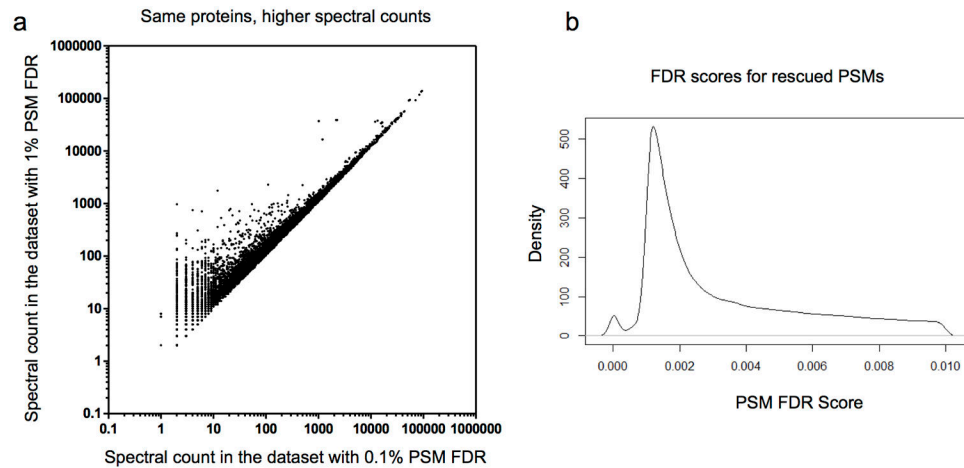 a
Same proteins, higher spectral counts
Spectral count in the dataset with 1% PSM FDR
1000000
100000
10000
1000
100
10
1
0.1
0.1 1 10 100 1000 10000 100000 1000000
Spectral count in the dataset with 0.1% PSM FDR
b
FDR scores for rescued PSMs
Density
500
400
300
200
100
0
0.000 0.002 0.004 0.006 0.008 0.010
PSM FDR Score